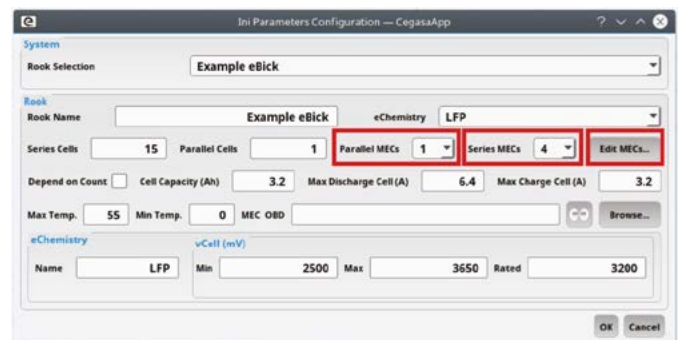 Ini Parameters Configuration — CegasaApp
System
Rook Selection Example eBick
Rook
Rook Name Example eBick eChemistry LFP
Series Cells 15 Parallel Cells 1 Parallel MECs 1 Series MECs 4 Edit MECs...
Depend on Count Cell Capacity (Ah) 3.2 Max Discharge Cell (A) 6.4 Max Charge Cell (A) 3.2
Max Temp. 55 Min Temp. 0 MEC OBD Browse...
eChemistry vCell (mV)
Name LFP Min 2500 Max 3650 Rated 3200
OK Cancel